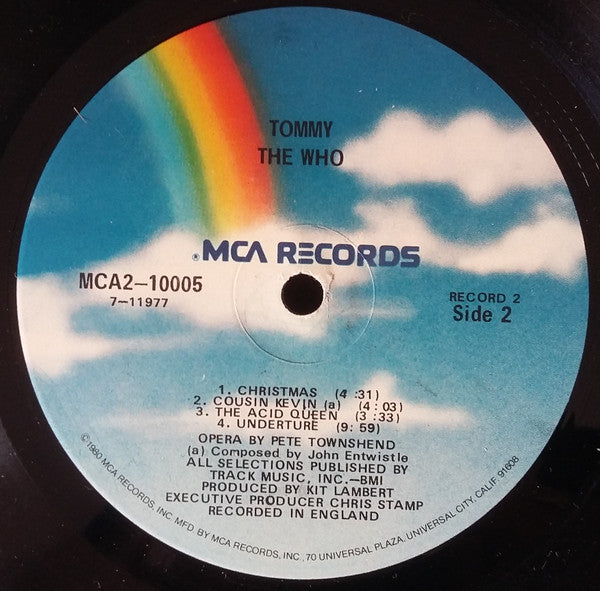 TOMMY
THE WHO
®MCA RECORDS
MCA2-10005
7-11977
RECORD 2
Side 2
1. CHRISTMAS (4 :31)
2. COUSIN KEVIN (a) (4 : 03)
3. THE ACID QUEEN (3 :33)
4. UNDERTURE (9: 59)
OPERA BY PETE TOWNSHEND
(a) Composed by John Entwistle
ALL SELECTIONS PUBLISHED BY
TRACK MUSIC, INC.—BMI
PRODUCED BY KIT LAMBERT
EXECUTIVE PRODUCER CHRIS STAMP
RECORDED IN ENGLAND
©1980 MCA RECORDS, INC. MFD. BY MCA RECORDS, INC., 70 UNIVERSAL PLAZA, UNIVERSAL CITY, CALIF. 91608